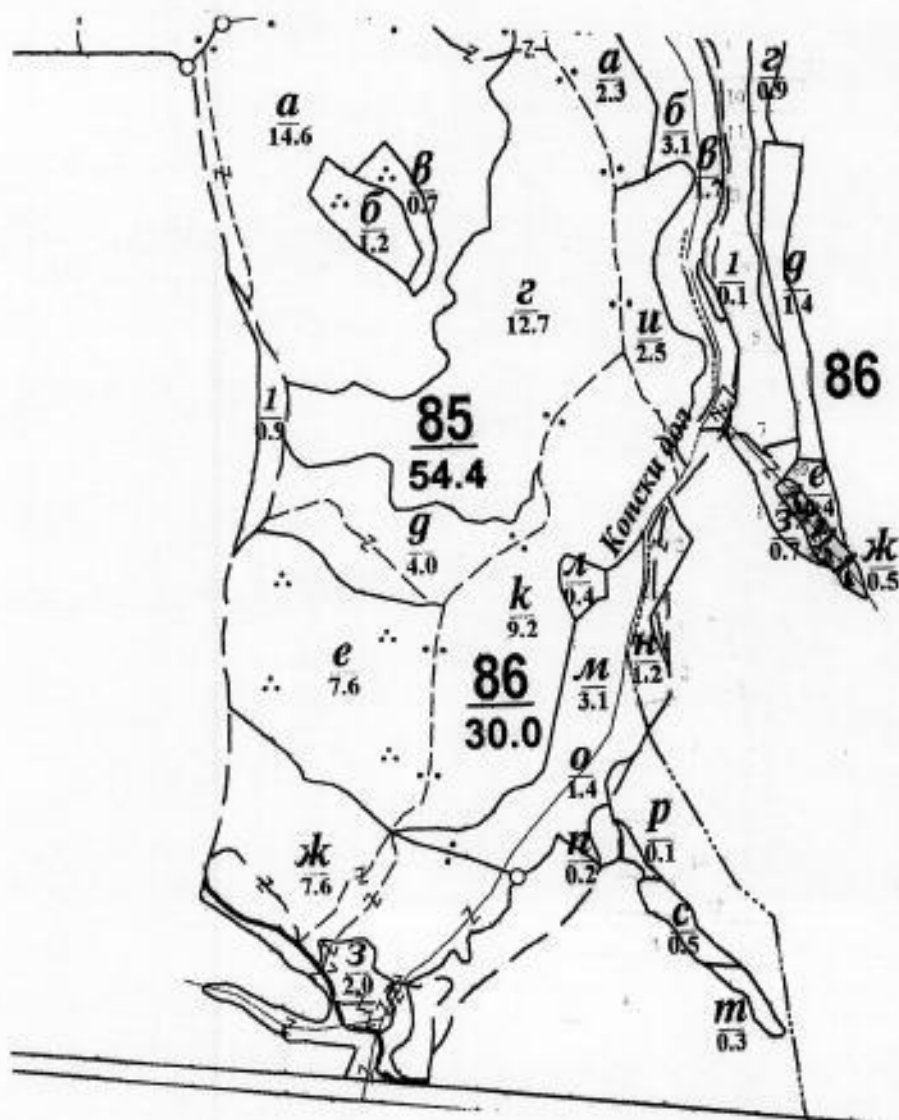 а
14.6
б
1.2
в
0.7
г
12.7
85
54.4
1
0.9
д
4.0
е
7.6
ж
7.6
з
2,0
а
2.3
б
3.1
в
г
0.9
1
0.1
д
1.4
86
и
2.5
Копски дол
е
з
0.7
ж
0.5
к
9.2
86
30.0
л
0.4
м
3.1
н
1.2
о
1.4
п
0.2
р
0.1
с
0.5
т
0.3